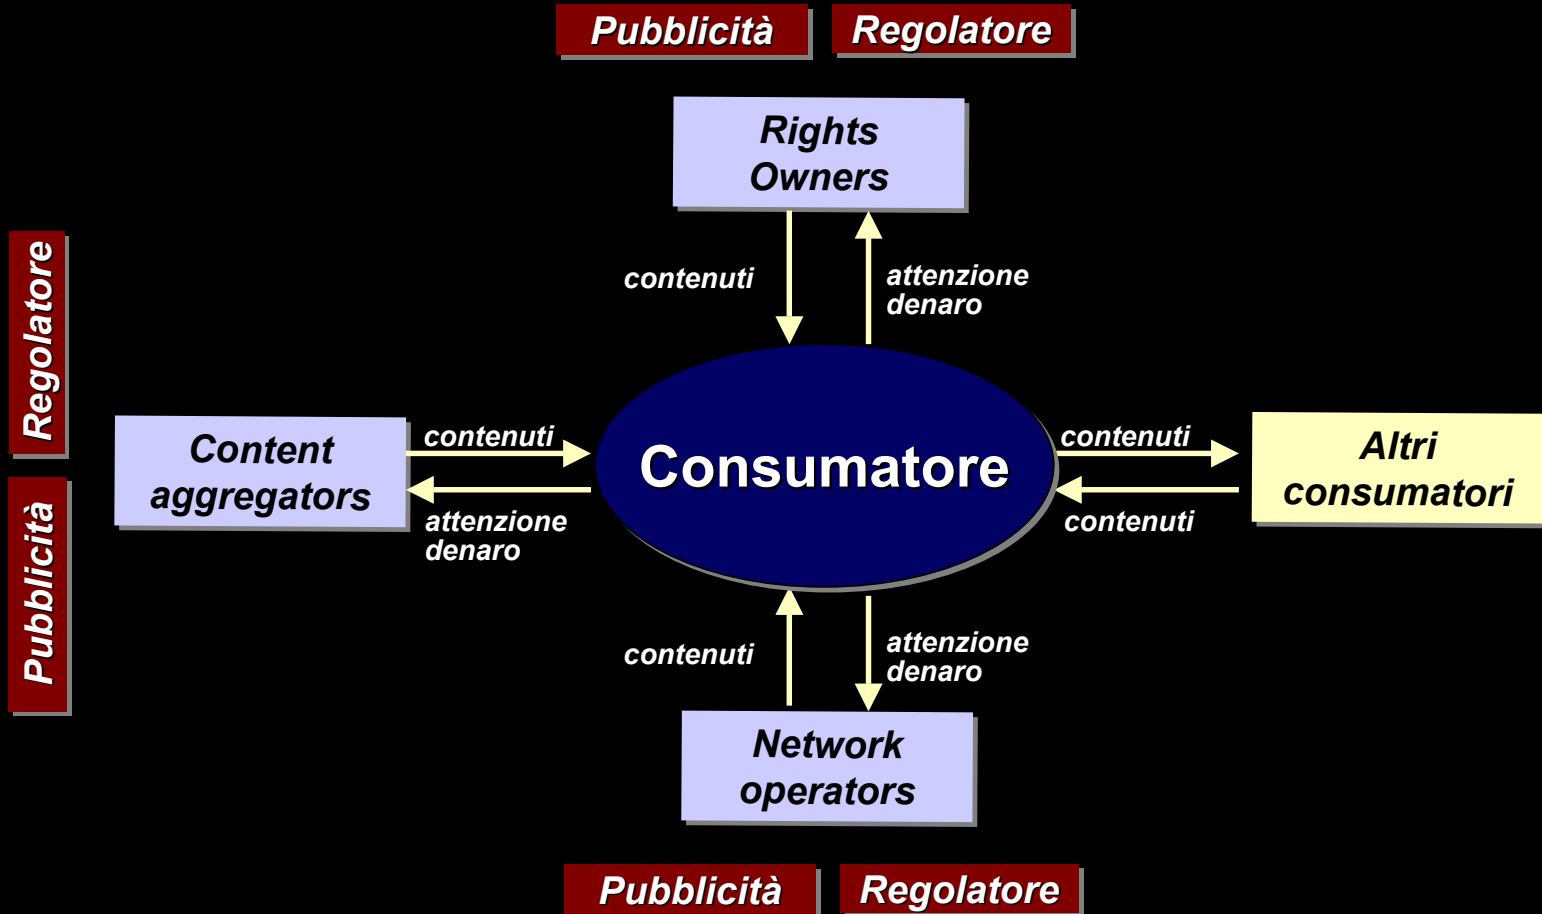 Pubblicità
Regolatore
Rights
Owners
contenuti
attenzione
denaro
Regolatore
Pubblicità
Content
aggregators
contenuti
attenzione
denaro
Consumatore
contenuti
contenuti
Altri
consumatori
contenuti
attenzione
denaro
Network
operators
Pubblicità
Regolatore